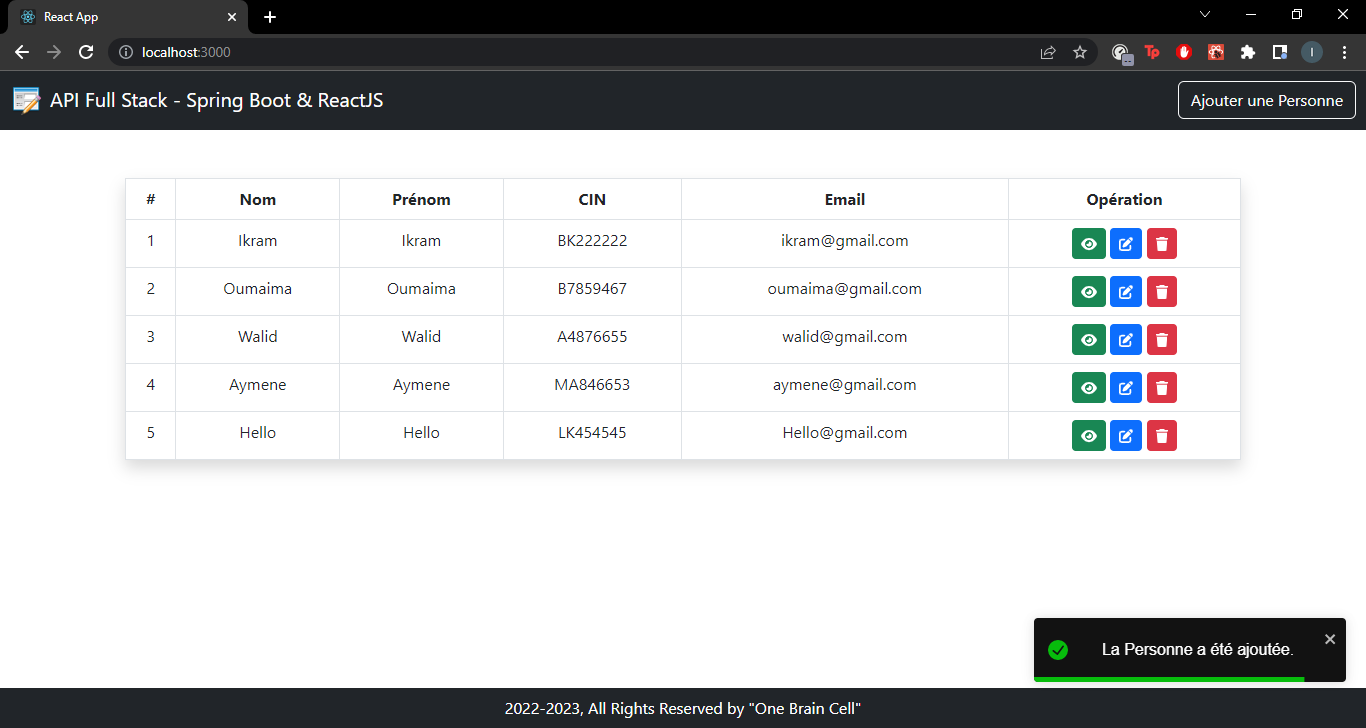 React App
localhost:3000
Tp
I
API Full Stack - Spring Boot & ReactJS
Ajouter une Personne
# Nom Prénom CIN Email Opération
1 Ikram Ikram BK222222 ikram@gmail.com
2 Oumaima Oumaima B7859467 oumaima@gmail.com
3 Walid Walid A4876655 walid@gmail.com
4 Aymene Aymene MA846653 aymene@gmail.com
5 Hello Hello LK454545 Hello@gmail.com
La Personne a été ajoutée.
2022-2023, All Rights Reserved by "One Brain Cell"